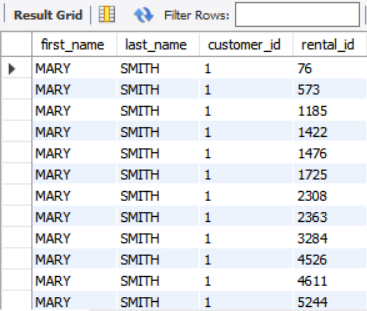 Result Grid Filter Rows:
first_name last_name customer_id rental_id
MARY SMITH 1 76
MARY SMITH 1 573
MARY SMITH 1 1185
MARY SMITH 1 1422
MARY SMITH 1 1476
MARY SMITH 1 1725
MARY SMITH 1 2308
MARY SMITH 1 2363
MARY SMITH 1 3284
MARY SMITH 1 4526
MARY SMITH 1 4611
MARY SMITH 1 5244